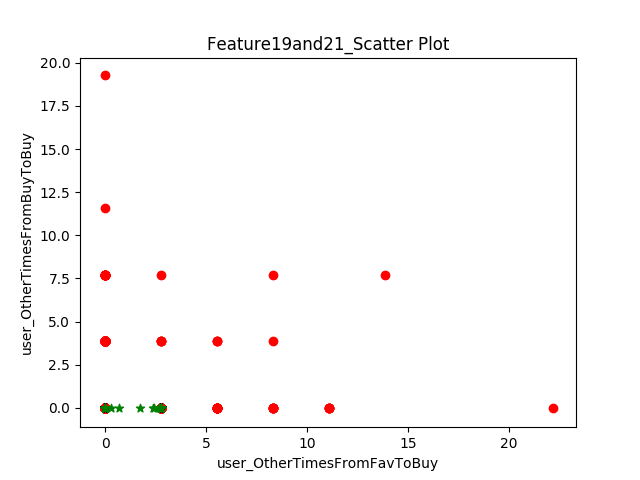 Feature19and21_Scatter Plot
20.0
17.5
15.0
12.5
10.0
7.5
5.0
2.5
0.0
user_OtherTimesFromBuyToBuy
0 5 10 15 20
user_OtherTimesFromFavToBuy